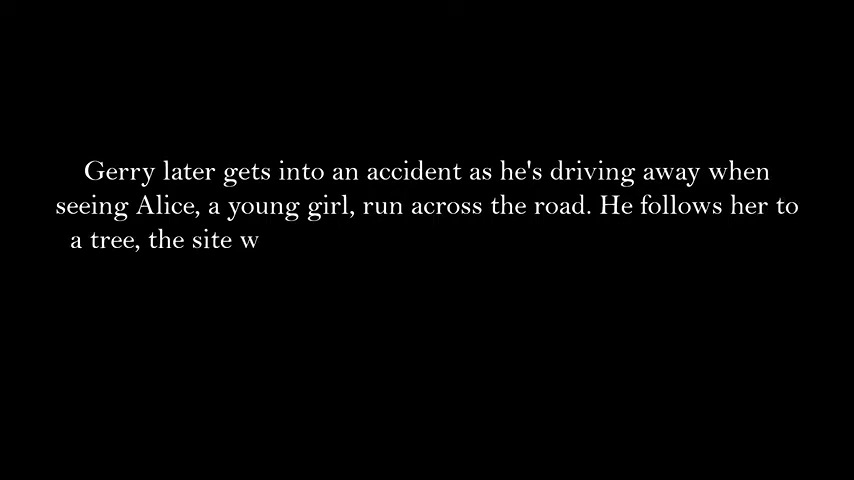 Gerry later gets into an accident as he's driving away when
seeing Alice, a young girl, run across the road. He follows her to
a tree, the site w